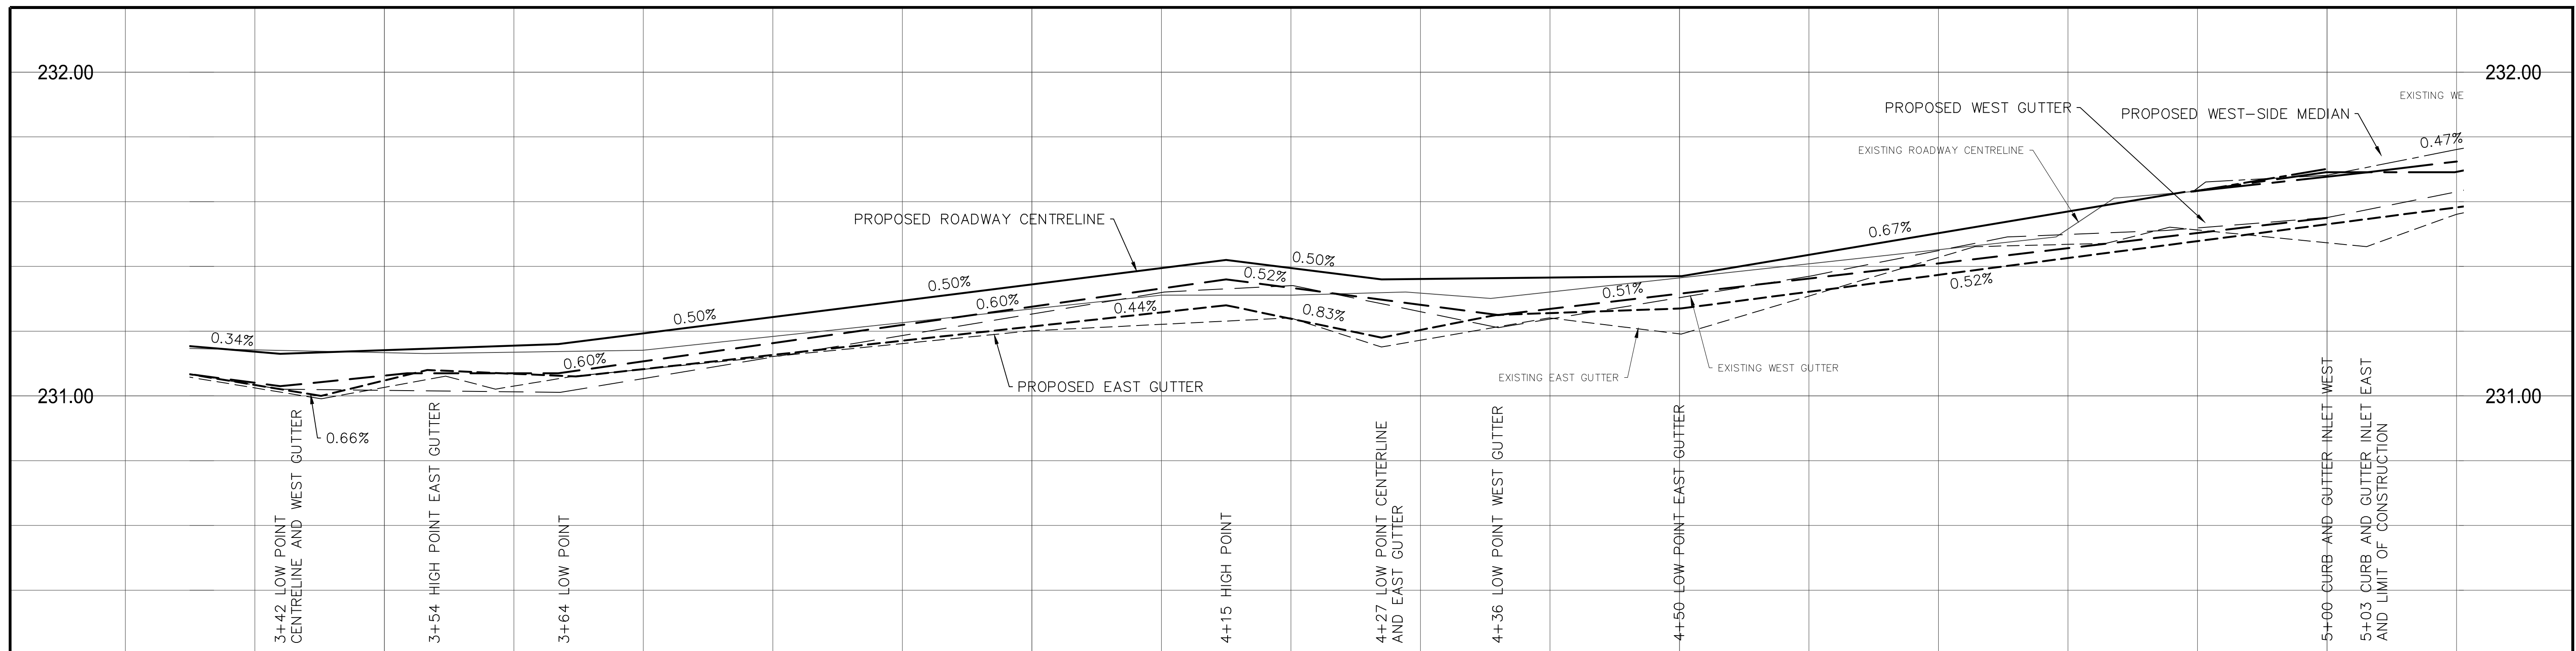 232.00
232.00
EXISTING WE
PROPOSED WEST GUTTER
PROPOSED WEST-SIDE MEDIAN
0.47%
EXISTING ROADWAY CENTRELINE
PROPOSED ROADWAY CENTRELINE
0.67%
0.50%
0.52%
0.50%
0.52%
0.51%
0.60%
0.44%
0.83%
0.50%
0.34%
0.60%
EXISTING WEST GUTTER
EXISTING EAST GUTTER
PROPOSED EAST GUTTER
231.00
231.00
0.66%
3+42 LOW POINT
CENTRELINE AND WEST GUTTER
3+54 HIGH POINT EAST GUTTER
3+64 LOW POINT
4+15 HIGH POINT
4+27 LOW POINT CENTERLINE
AND EAST GUTTER
4+36 LOW POINT WEST GUTTER
4+50 LOW POINT EAST GUTTER
5+00 CURB AND GUTTER INLET WEST
5+03 CURB AND GUTTER INLET EAST
AND LIMIT OF CONSTRUCTION